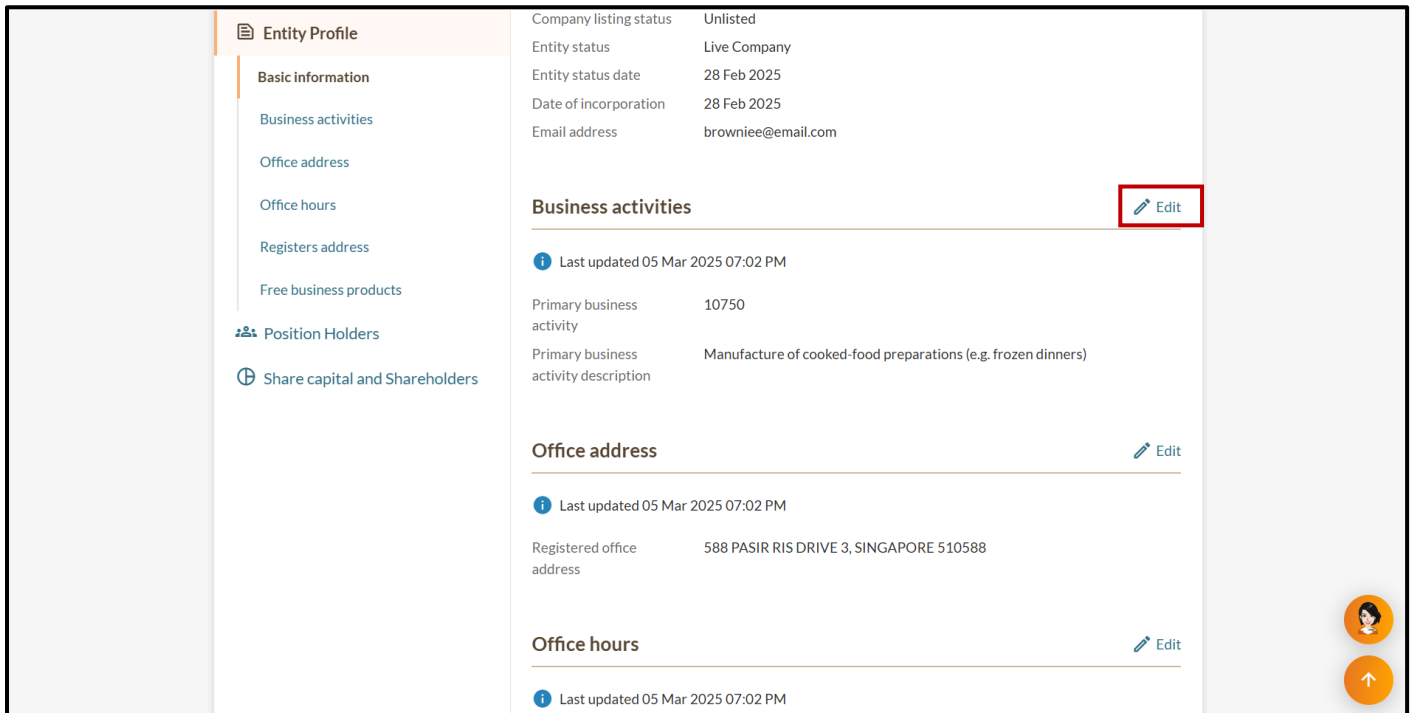 Entity Profile
Basic information
Business activities
Office address
Office hours
Registers address
Free business products
Position Holders
Share capital and Shareholders
Company listing status Unlisted
Entity status Live Company
Entity status date 28 Feb 2025
Date of incorporation 28 Feb 2025
Email address browniee@email.com
Business activities Edit
Last updated 05 Mar 2025 07:02 PM
Primary business 10750
activity
Primary business Manufacture of cooked-food preparations (e.g. frozen dinners)
activity description
Office address Edit
Last updated 05 Mar 2025 07:02 PM
Registered office 588 PASIR RIS DRIVE 3, SINGAPORE 510588
address
Office hours Edit
Last updated 05 Mar 2025 07:02 PM